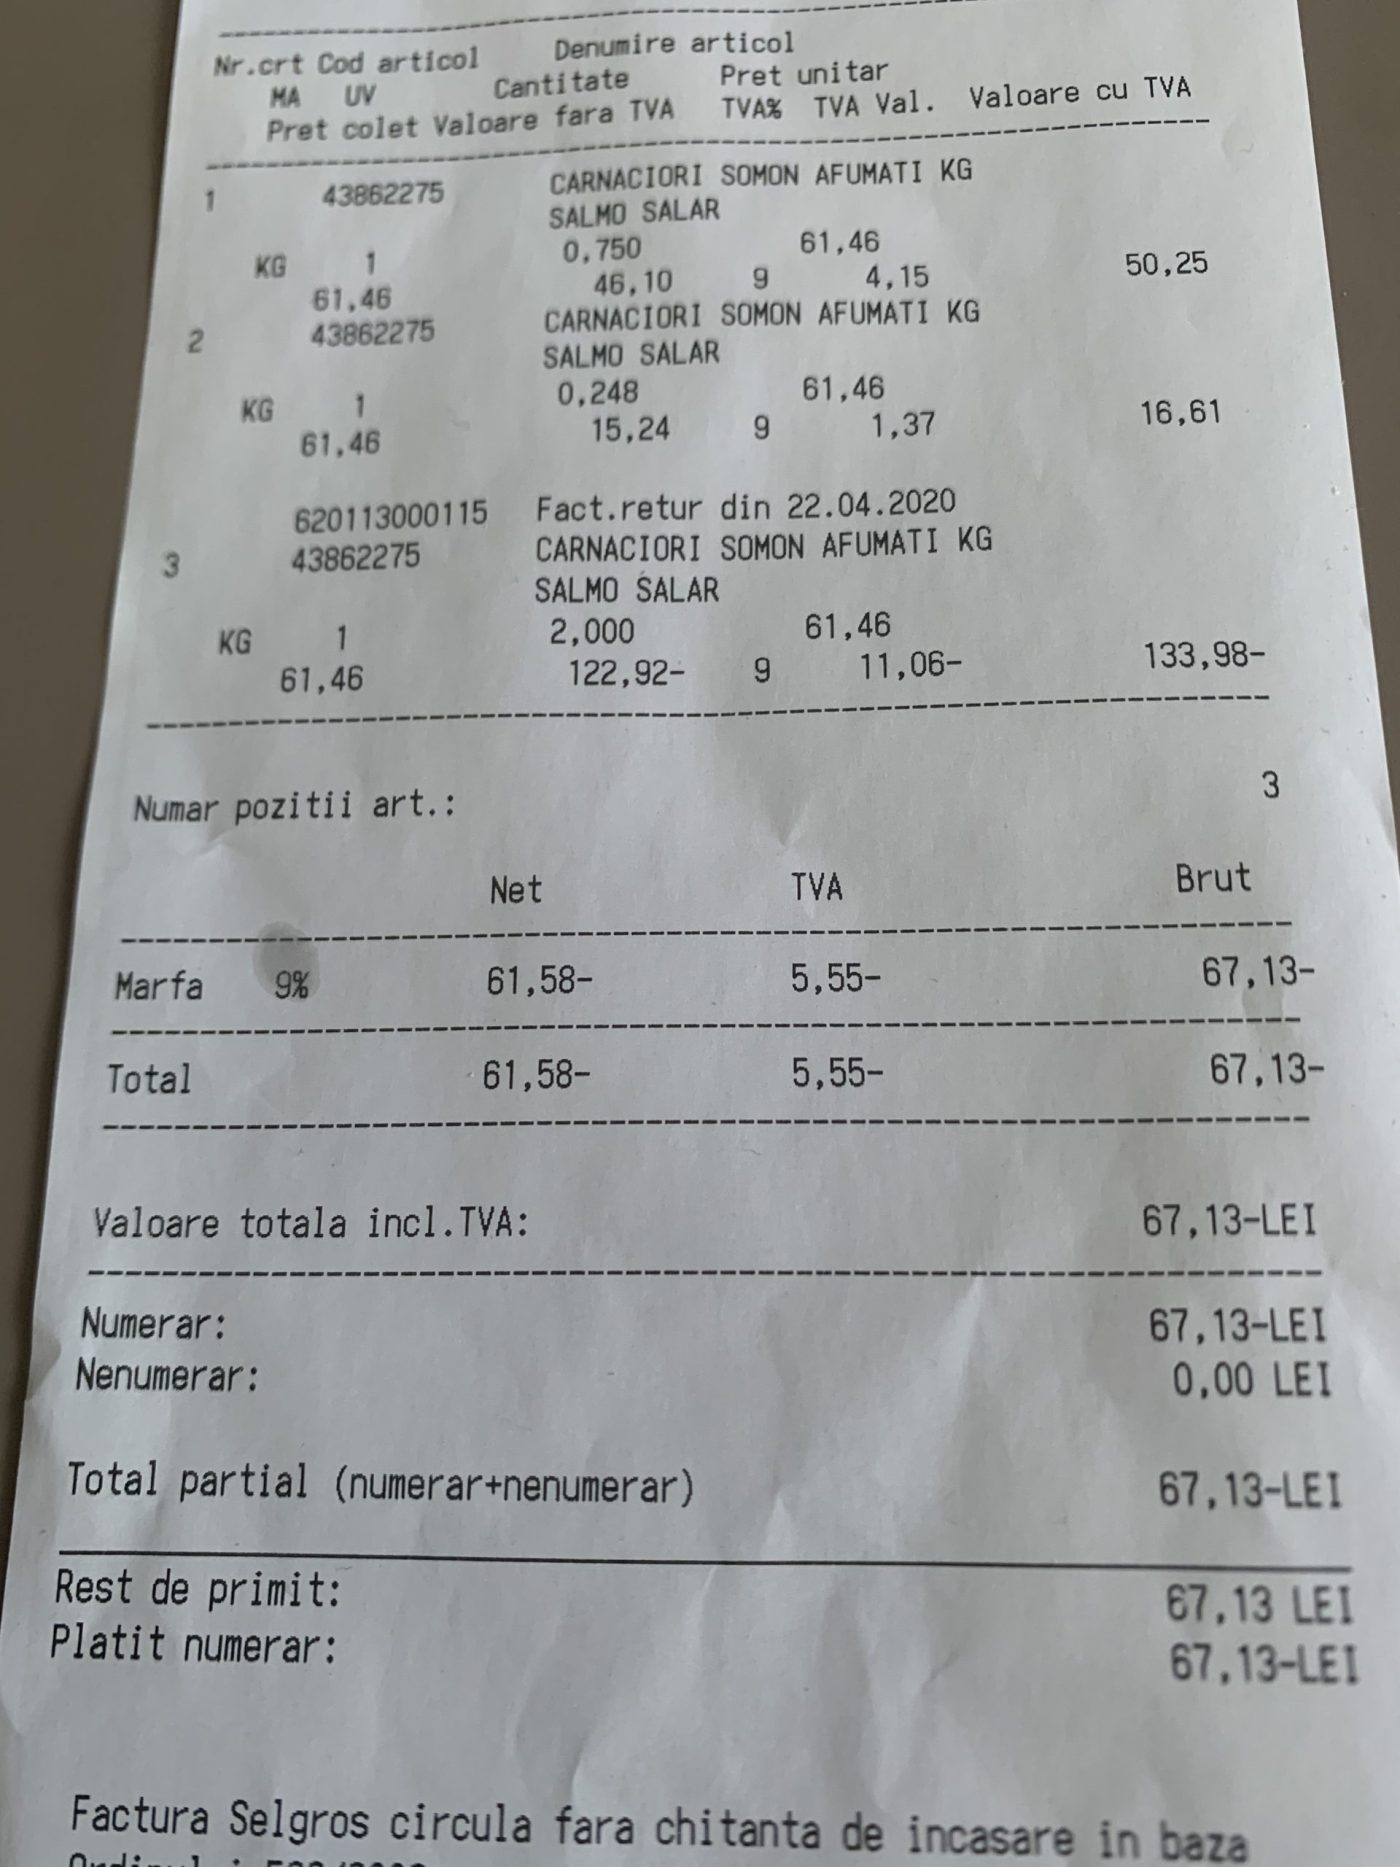 Nr.crt Cod articol Denumire articol
MA UV Cantitate Pret unitar
Pret colet Valoare fara TVA TVA% TVA Val. Valoare cu TVA
1 43862275 CARNACIORI SOMON AFUMATI KG
SALMO SALAR
KG 1 0,750 61,46
61,46 46,10 9 4,15 50,25
2 43862275 CARNACIORI SOMON AFUMATI KG
SALMO SALAR
KG 1 0,248 61,46
61,46 15,24 9 1,37 16,61
620113000115 Fact.retur din 22.04.2020
3 43862275 CARNACIORI SOMON AFUMATI KG
SALMO SALAR
KG 1 2,000 61,46
61,46 122,92- 9 11,06- 133,98-
Numar pozitii art.: 3
Net TVA Brut
Marfa 9% 61,58- 5,55- 67,13-
Total 61,58- 5,55- 67,13-
Valoare totala incl.TVA: 67,13-LEI
Numerar: 67,13-LEI
Nenumerar: 0,00 LEI
Total partial (numerar+nenumerar) 67,13-LEI
Rest de primit: 67,13 LEI
Platit numerar: 67,13-LEI
Factura Selgros circula fara chitanta de incasare in baza